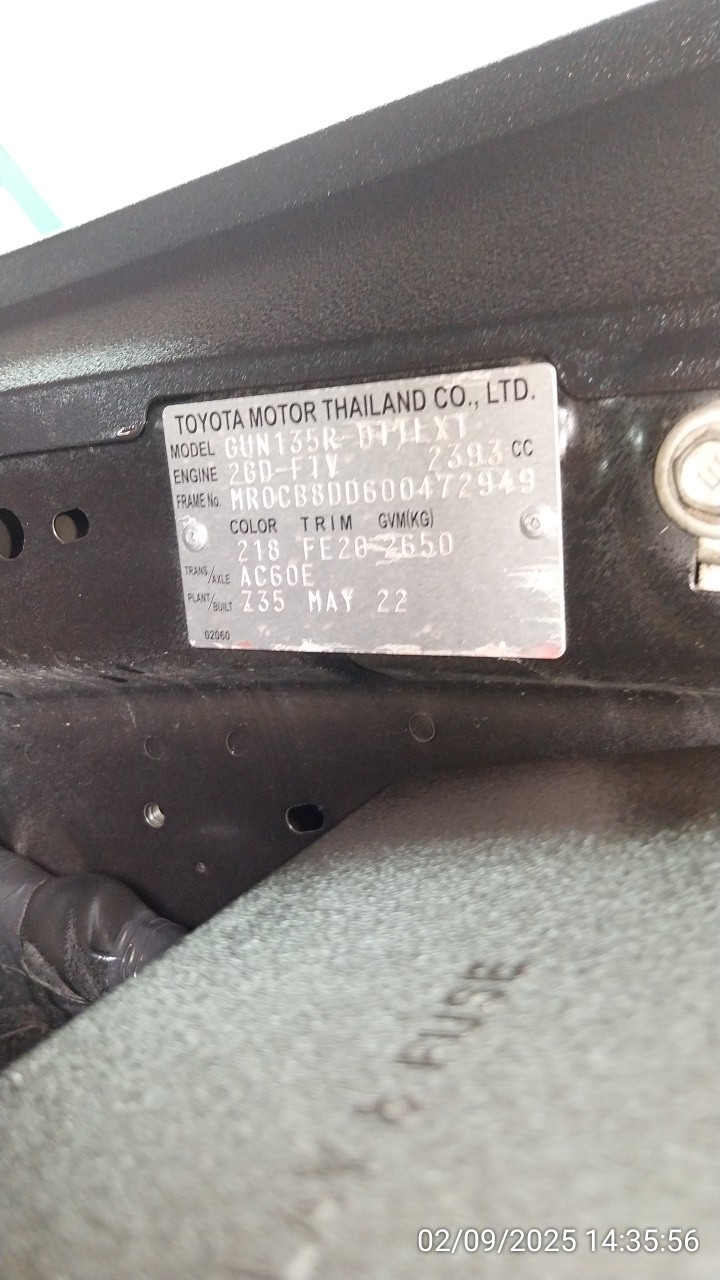 TOYOTA MOTOR THAILAND CO., LTD.
MODEL GUN135R-DTTLXT
ENGINE 2GD-FTV 2393 CC
FRAME No. MR0CB8DD600472949
COLOR TRIM GVM(KG)
218 FE20 2650
TRANS/AXLE AC60E
PLANT/BUILT Z35 MAY 22
02060
& FUSE
02/09/2025 14:35:56